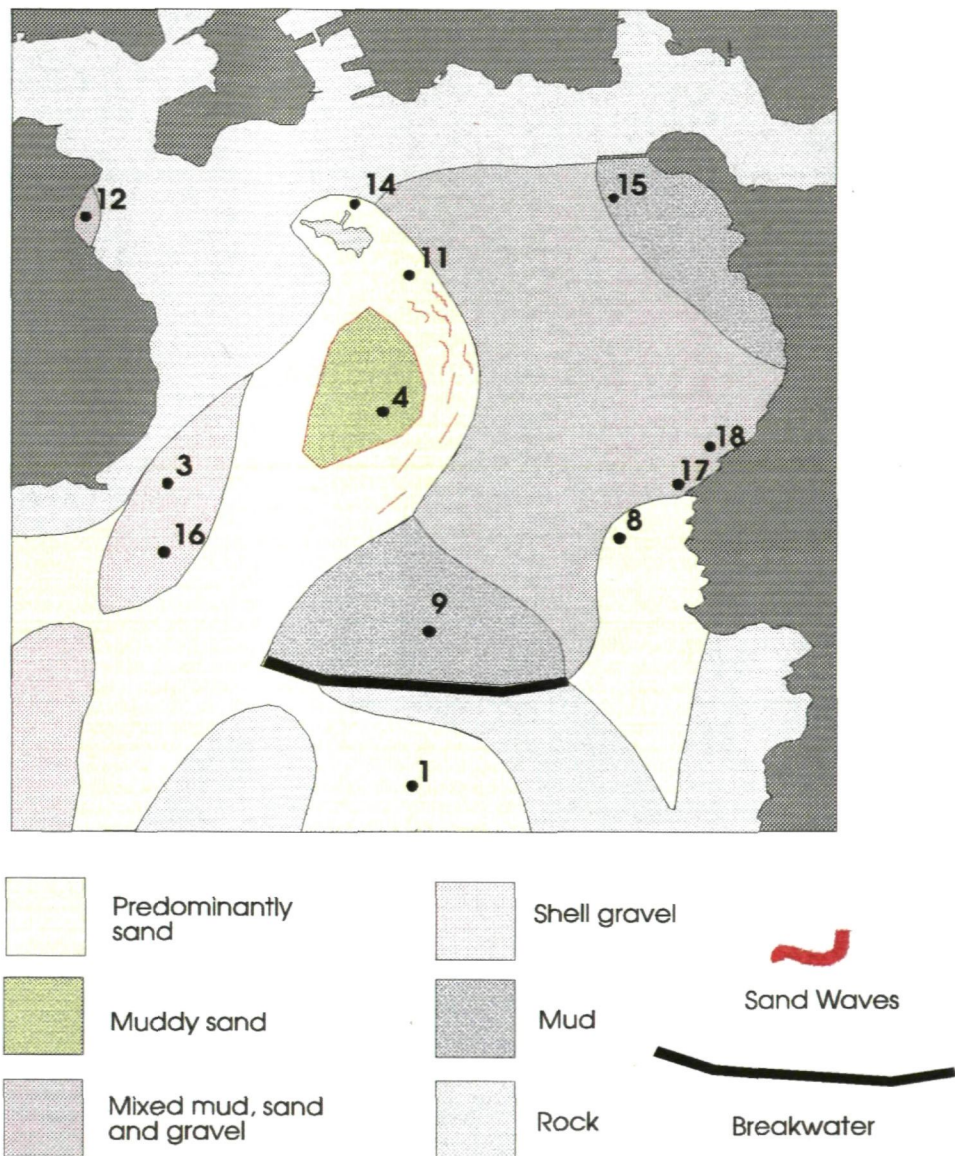 14
15
12
11
4
3
18
17
16
8
9
1
Predominantly
sand
Shell gravel
Muddy sand
Mud
Sand Waves
Mixed mud, sand
and gravel
Rock
Breakwater